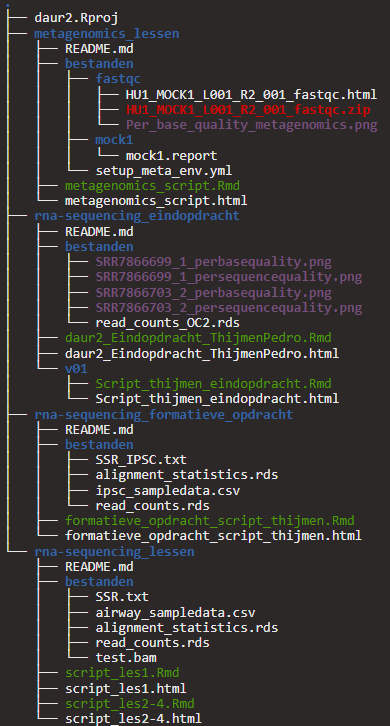 .
├── daur2.Rproj
├── metagenomics_lessen
│   ├── README.md
│   ├── bestanden
│   │   ├── fastqc
│   │   │   ├── HU1_MOCK1_L001_R2_001_fastqc.html
│   │   │   ├── HU1_MOCK1_L001_R2_001_fastqc.zip
│   │   │   └── Per_base_quality_metagenomics.png
│   │   ├── mock1
│   │   │   └── mock1.report
│   │   └── setup_meta_env.yml
│   ├── metagenomics_script.Rmd
│   └── metagenomics_script.html
├── rna-sequencing_eindopdracht
│   ├── README.md
│   ├── bestanden
│   │   ├── SRR7866699_1_perbasequality.png
│   │   ├── SRR7866699_1_persequencequality.png
│   │   ├── SRR7866703_2_perbasequality.png
│   │   ├── SRR7866703_2_persequencequality.png
│   │   └── read_counts_OC2.rds
│   ├── daur2_Eindopdracht_ThijmenPedro.Rmd
│   ├── daur2_Eindopdracht_ThijmenPedro.html
│   └── v01
│       ├── Script_thijmen_eindopdracht.Rmd
│       └── Script_thijmen_eindopdracht.html
├── rna-sequencing_formatieve_opdracht
│   ├── README.md
│   ├── bestanden
│   │   ├── SSR_IPSC.txt
│   │   ├── alignment_statistics.rds
│   │   ├── ipsc_sampledata.csv
│   │   └── read_counts.rds
│   ├── formatieve_opdracht_script_thijmen.Rmd
│   └── formatieve_opdracht_script_thijmen.html
└── rna-sequencing_lessen
    ├── README.md
    ├── bestanden
    │   ├── SSR.txt
    │   ├── airway_sampledata.csv
    │   ├── alignment_statistics.rds
    │   ├── read_counts.rds
    │   └── test.bam
    ├── script_les1.Rmd
    ├── script_les1.html
    ├── script_les2-4.Rmd
    └── script_les2-4.html